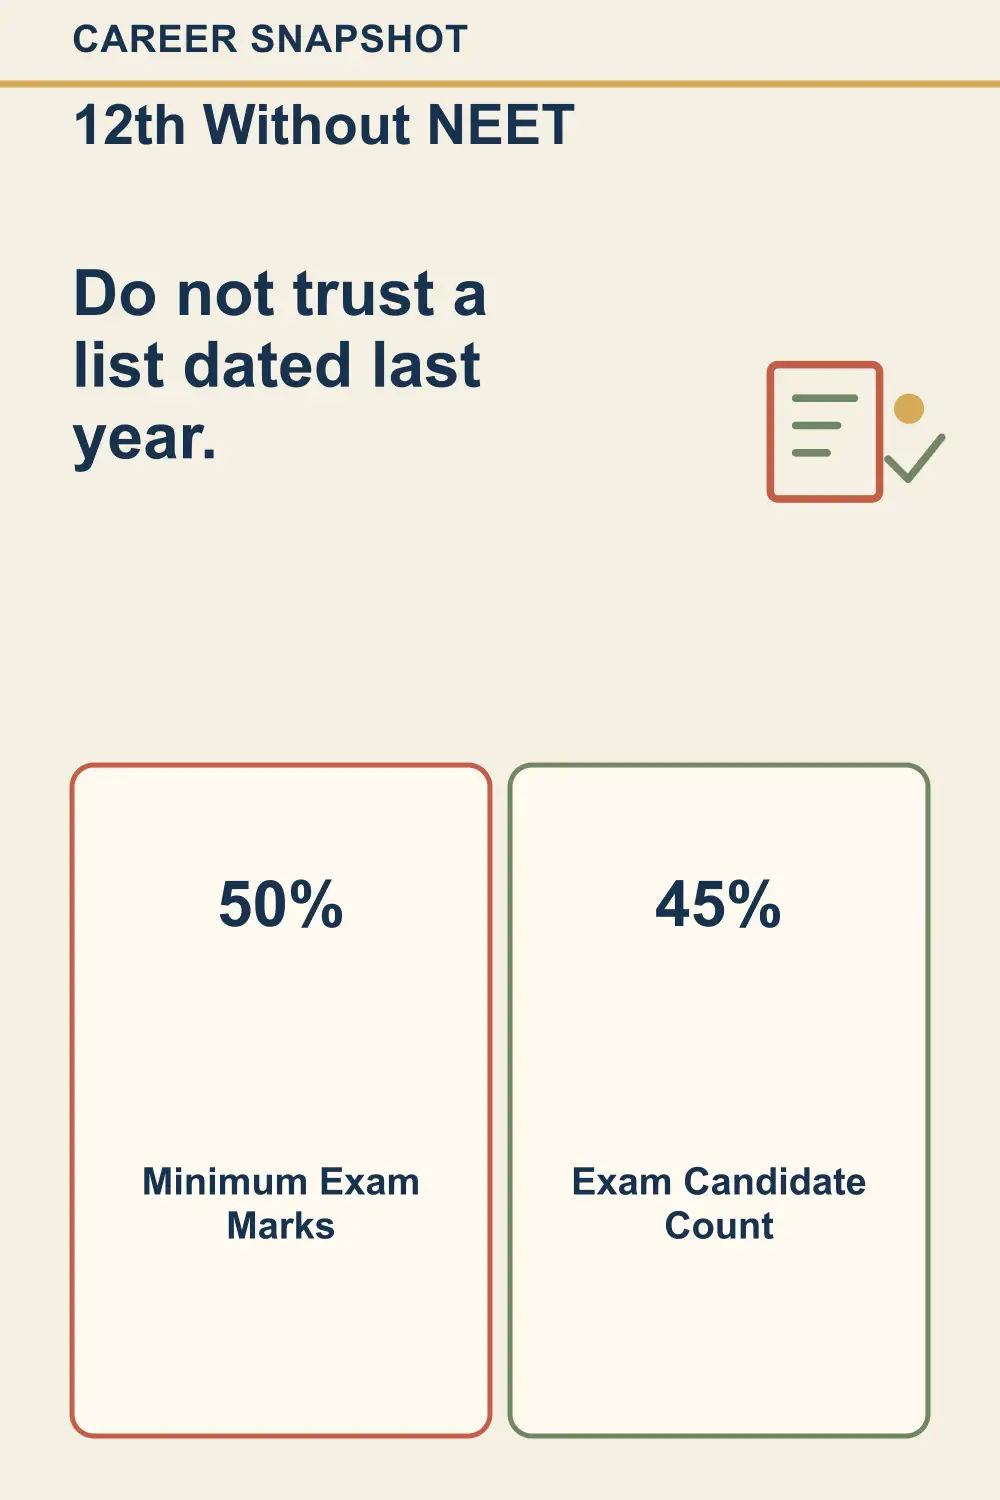 CAREER SNAPSHOT
12th Without NEET
Do not trust a
list dated last
year.
50%
Minimum Exam
Marks
45%
Exam Candidate
Count